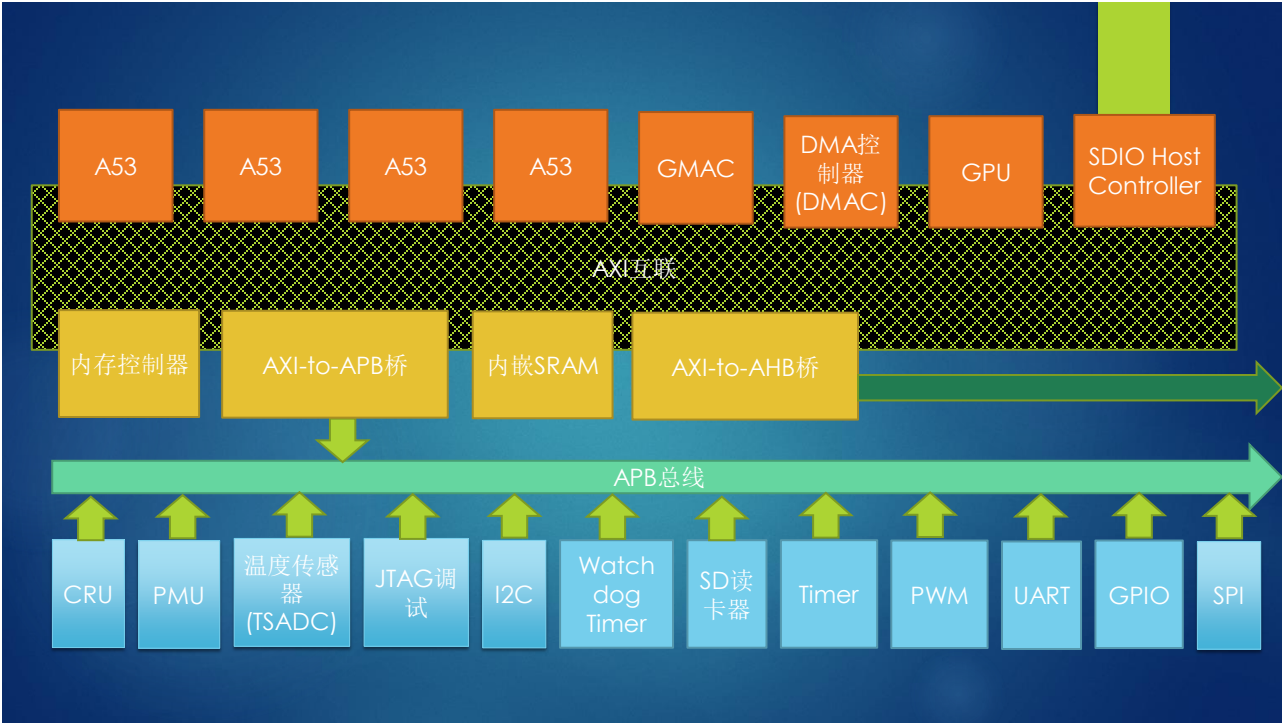 A53
A53
A53
A53
GMAC
DMA控
制器
(DMAC)
GPU
SDIO Host
Controller
AXI互联
内存控制器
AXI-to-APB桥
内嵌SRAM
AXI-to-AHB桥
APB总线
CRU
PMU
温度传感
器
(TSADC)
JTAG调
试
I2C
Watch
dog
Timer
SD读
卡器
Timer
PWM
UART
GPIO
SPI